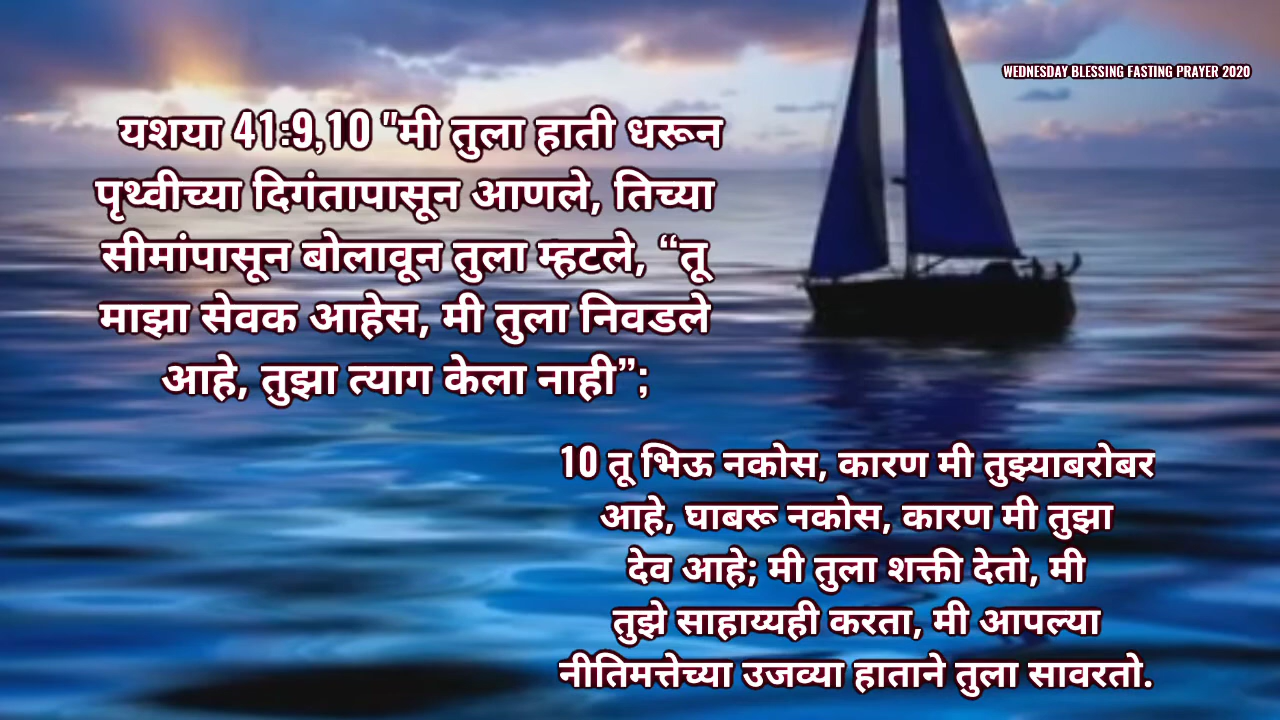 WEDNESDAY BLESSING FASTING PRAYER 2020
यशया 41:9,10 "मी तुला हाती धरून
पृथ्वीच्या दिगंतापासून आणले, तिच्या
सीमांपासून बोलावून तुला म्हटले, “तू
माझा सेवक आहेस, मी तुला निवडले
आहे, तुझा त्याग केला नाही”;
10 तू भिऊ नकोस, कारण मी तुझ्याबरोबर
आहे, घाबरू नकोस, कारण मी तुझा
देव आहे; मी तुला शक्ती देतो, मी
तुझे साहाय्यही करता, मी आपल्या
नीतिमत्तेच्या उजव्या हाताने तुला सावरतो.